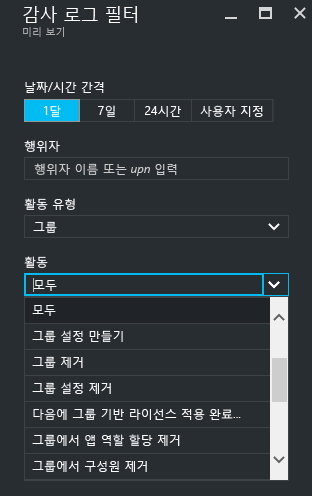 감사 로그 필터
미리 보기
날짜/시간 간격
1달 7일 24시간 사용자 지정
행위자
행위자 이름 또는 upn 입력
활동 유형
그룹
활동
모두
모두
그룹 설정 만들기
그룹 제거
그룹 설정 제거
다음에 그룹 기반 라이선스 적용 완료...
그룹에서 앱 역할 할당 제거
그룹에서 구성원 제거